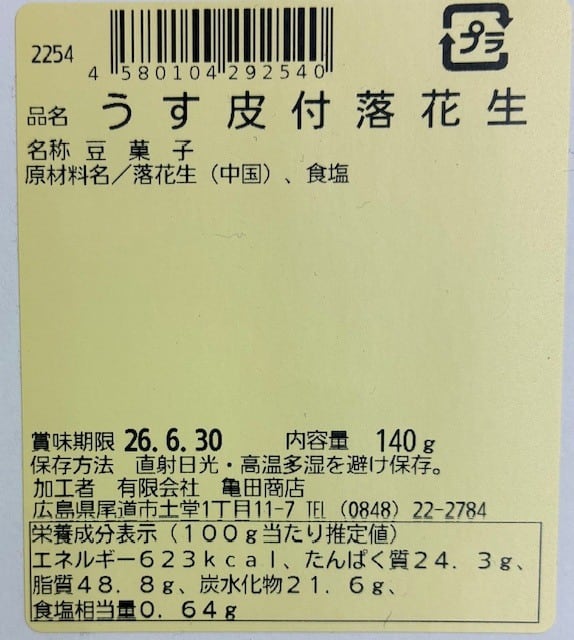 プラ
2254
4 580104 292540
品名 うす皮付落花生
名称 豆菓子
原材料名／落花生（中国）、食塩
賞味期限 26.6.30 内容量 140g
保存方法 直射日光・高温多湿を避け保存。
加工者 有限会社 亀田商店
広島県尾道市土堂1丁目11-7 TEL（0848）22-2784
栄養成分表示（１００g当たり推定値）
エネルギー６２３ｋｃａｌ、たんぱく質２４．３g、
脂質４８．８g、炭水化物２１．６g、
食塩相当量０．６４g